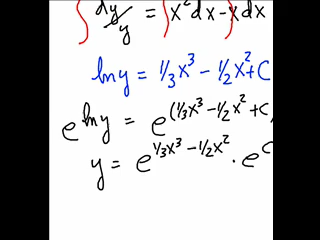 ∫ dy/y = ∫x²dx - ∫x dx
ln y = 1/3x³ - 1/2x² + C
e^(ln y) = e^(1/3x³ - 1/2x² + C)
y = e^(1/3x³ - 1/2x²) · e^C